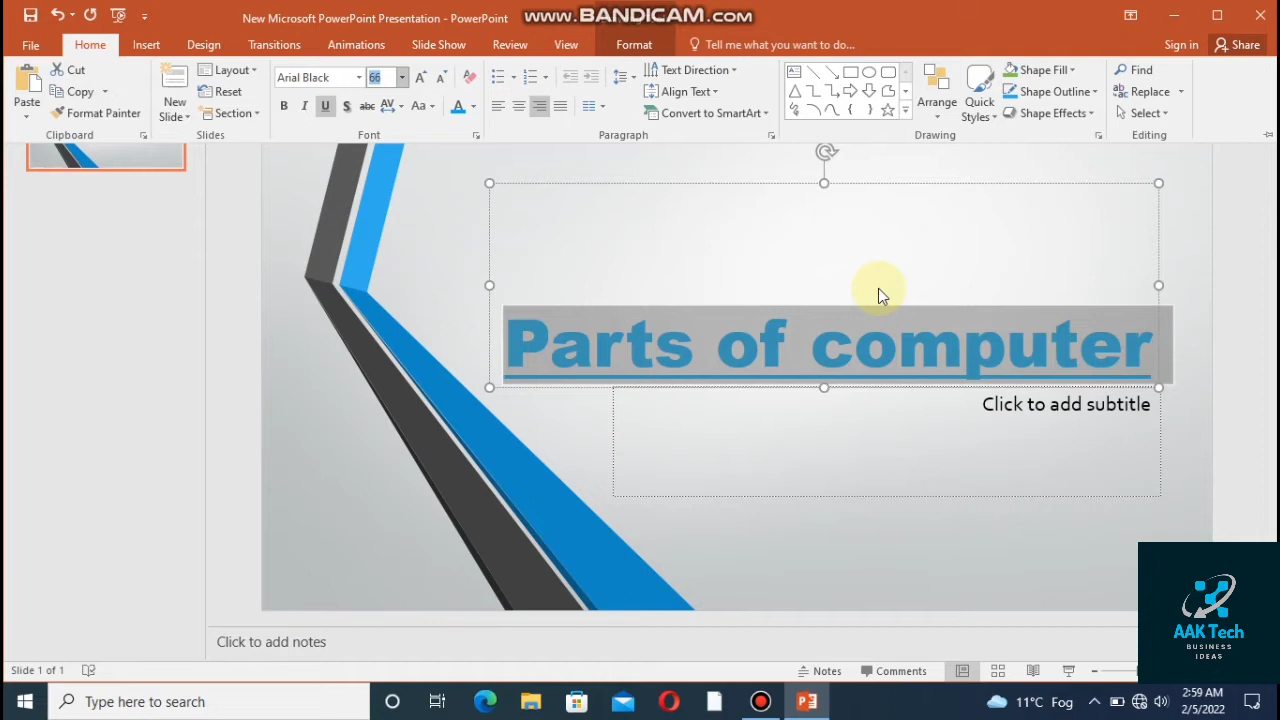 New Microsoft PowerPoint Presentation - PowerPoint
www.BANDICAM.com
File Home Insert Design Transitions Animations Slide Show Review View Format Tell me what you want to do... Sign in Share
Paste
Cut
Copy
Format Painter
Clipboard
New Slide
Layout
Reset
Section
Slides
Arial Black 66
B I U S abc AV Aa A
Font
Text Direction
Align Text
Convert to SmartArt
Paragraph
Arrange
Quick Styles
Shape Fill
Shape Outline
Shape Effects
Drawing
Find
Replace
Select
Editing
Parts of computer
Click to add subtitle
Click to add notes
Slide 1 of 1
Notes Comments
AAK Tech
BUSINESS
IDEAS
Type here to search
11°C Fog
2:59 AM
2/5/2022